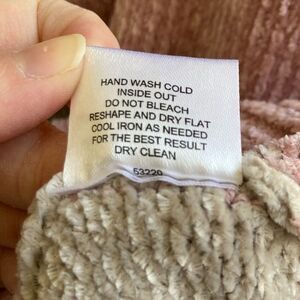 HAND WASH COLD
INSIDE OUT
DO NOT BLEACH
RESHAPE AND DRY FLAT
COOL IRON AS NEEDED
FOR THE BEST RESULT
DRY CLEAN
53220